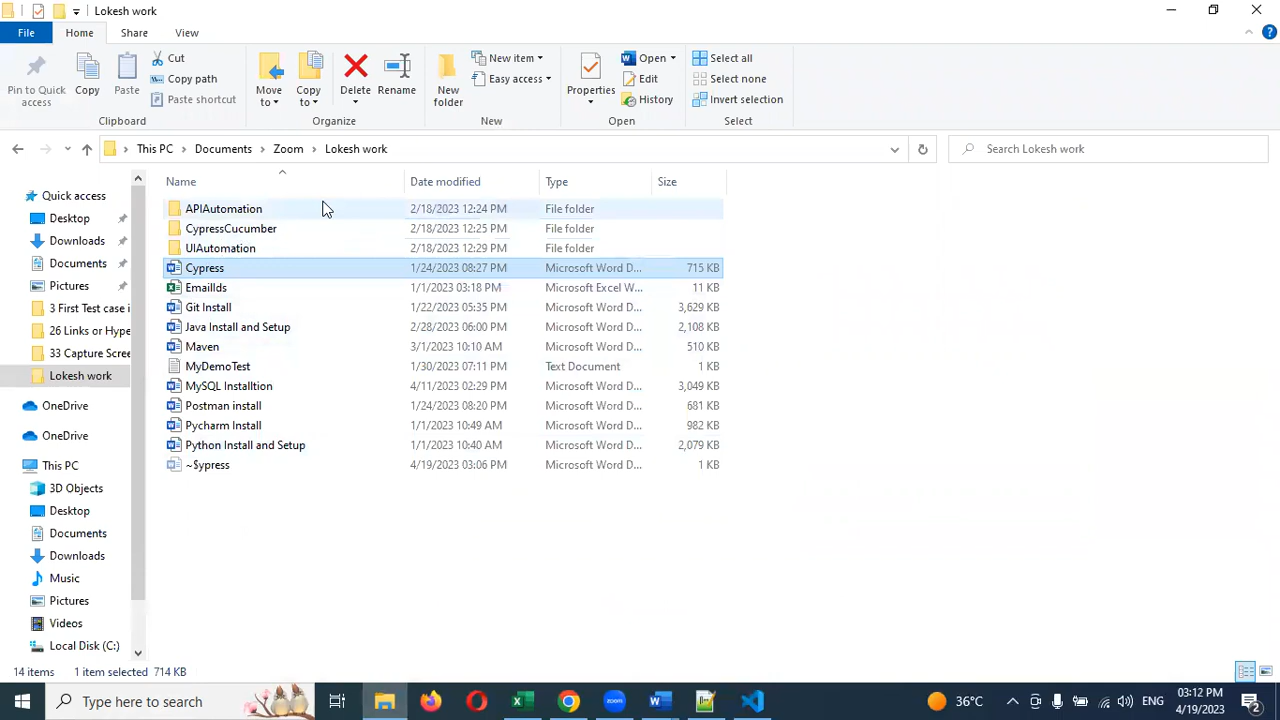 Lokesh work
File Home Share View
Pin to Quick access
Copy
Paste
Cut
Copy path
Paste shortcut
Clipboard
Move to
Copy to
Delete
Rename
Organize
New folder
New item
Easy access
New
Properties
Open
Edit
History
Open
Select all
Select none
Invert selection
Select
This PC Documents Zoom Lokesh work
Search Lokesh work
Name Date modified Type Size
APIAutomation 2/18/2023 12:24 PM File folder
CypressCucumber 2/18/2023 12:25 PM File folder
UIAutomation 2/18/2023 12:29 PM File folder
Cypress 1/24/2023 08:27 PM Microsoft Word D... 715 KB
EmailIds 1/1/2023 03:18 PM Microsoft Excel W... 11 KB
Git Install 1/22/2023 05:35 PM Microsoft Word D... 3,629 KB
Java Install and Setup 2/28/2023 06:00 PM Microsoft Word D... 2,108 KB
Maven 3/1/2023 10:10 AM Microsoft Word D... 510 KB
MyDemoTest 1/30/2023 07:11 PM Text Document 1 KB
MySQL Installtion 4/11/2023 02:29 PM Microsoft Word D... 3,049 KB
Postman install 1/24/2023 08:20 PM Microsoft Word D... 681 KB
Pycharm Install 1/1/2023 10:49 AM Microsoft Word D... 982 KB
Python Install and Setup 1/1/2023 10:40 AM Microsoft Word D... 2,079 KB
~$ypress 4/19/2023 03:06 PM Microsoft Word D... 1 KB
Quick access
Desktop
Downloads
Documents
Pictures
3 First Test case i
26 Links or Hype
33 Capture Scree
Lokesh work
OneDrive
OneDrive
This PC
3D Objects
Desktop
Documents
Downloads
Music
Pictures
Videos
Local Disk (C:)
14 items 1 item selected 714 KB
Type here to search
zoom
36°C
ENG
03:12 PM
4/19/2023
2